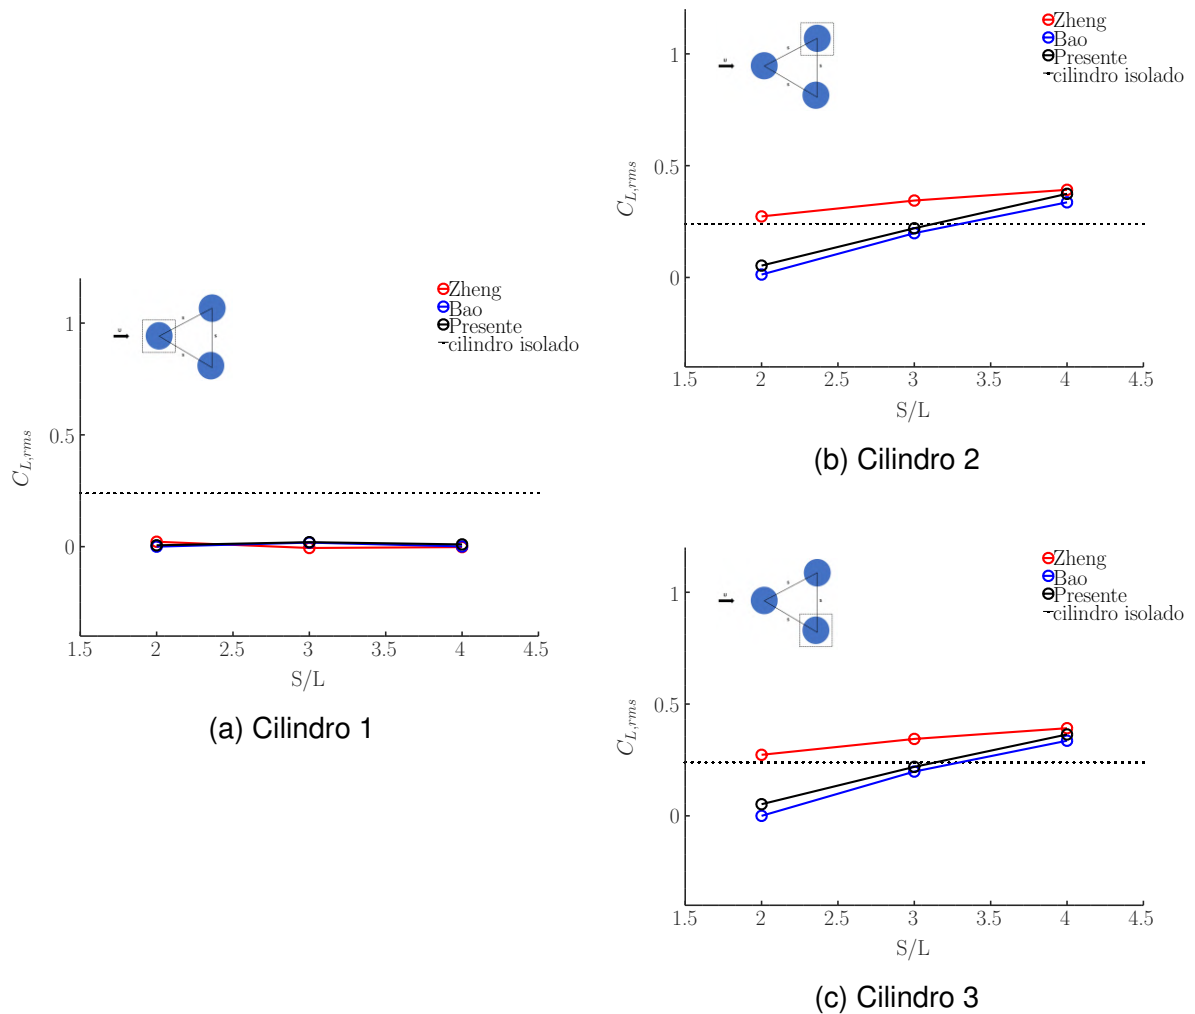 Zheng
Bao
Presente
cilindro isolado
U
S
S
S
1
0.5
0
C_{L,rms}
1.5
2
2.5
3
3.5
4
4.5
S/L
(a) Cilindro 1
Zheng
Bao
Presente
cilindro isolado
U
S
S
S
1
0.5
0
C_{L,rms}
1.5
2
2.5
3
3.5
4
4.5
S/L
(b) Cilindro 2
Zheng
Bao
Presente
cilindro isolado
U
S
S
S
1
0.5
0
C_{L,rms}
1.5
2
2.5
3
3.5
4
4.5
S/L
(c) Cilindro 3